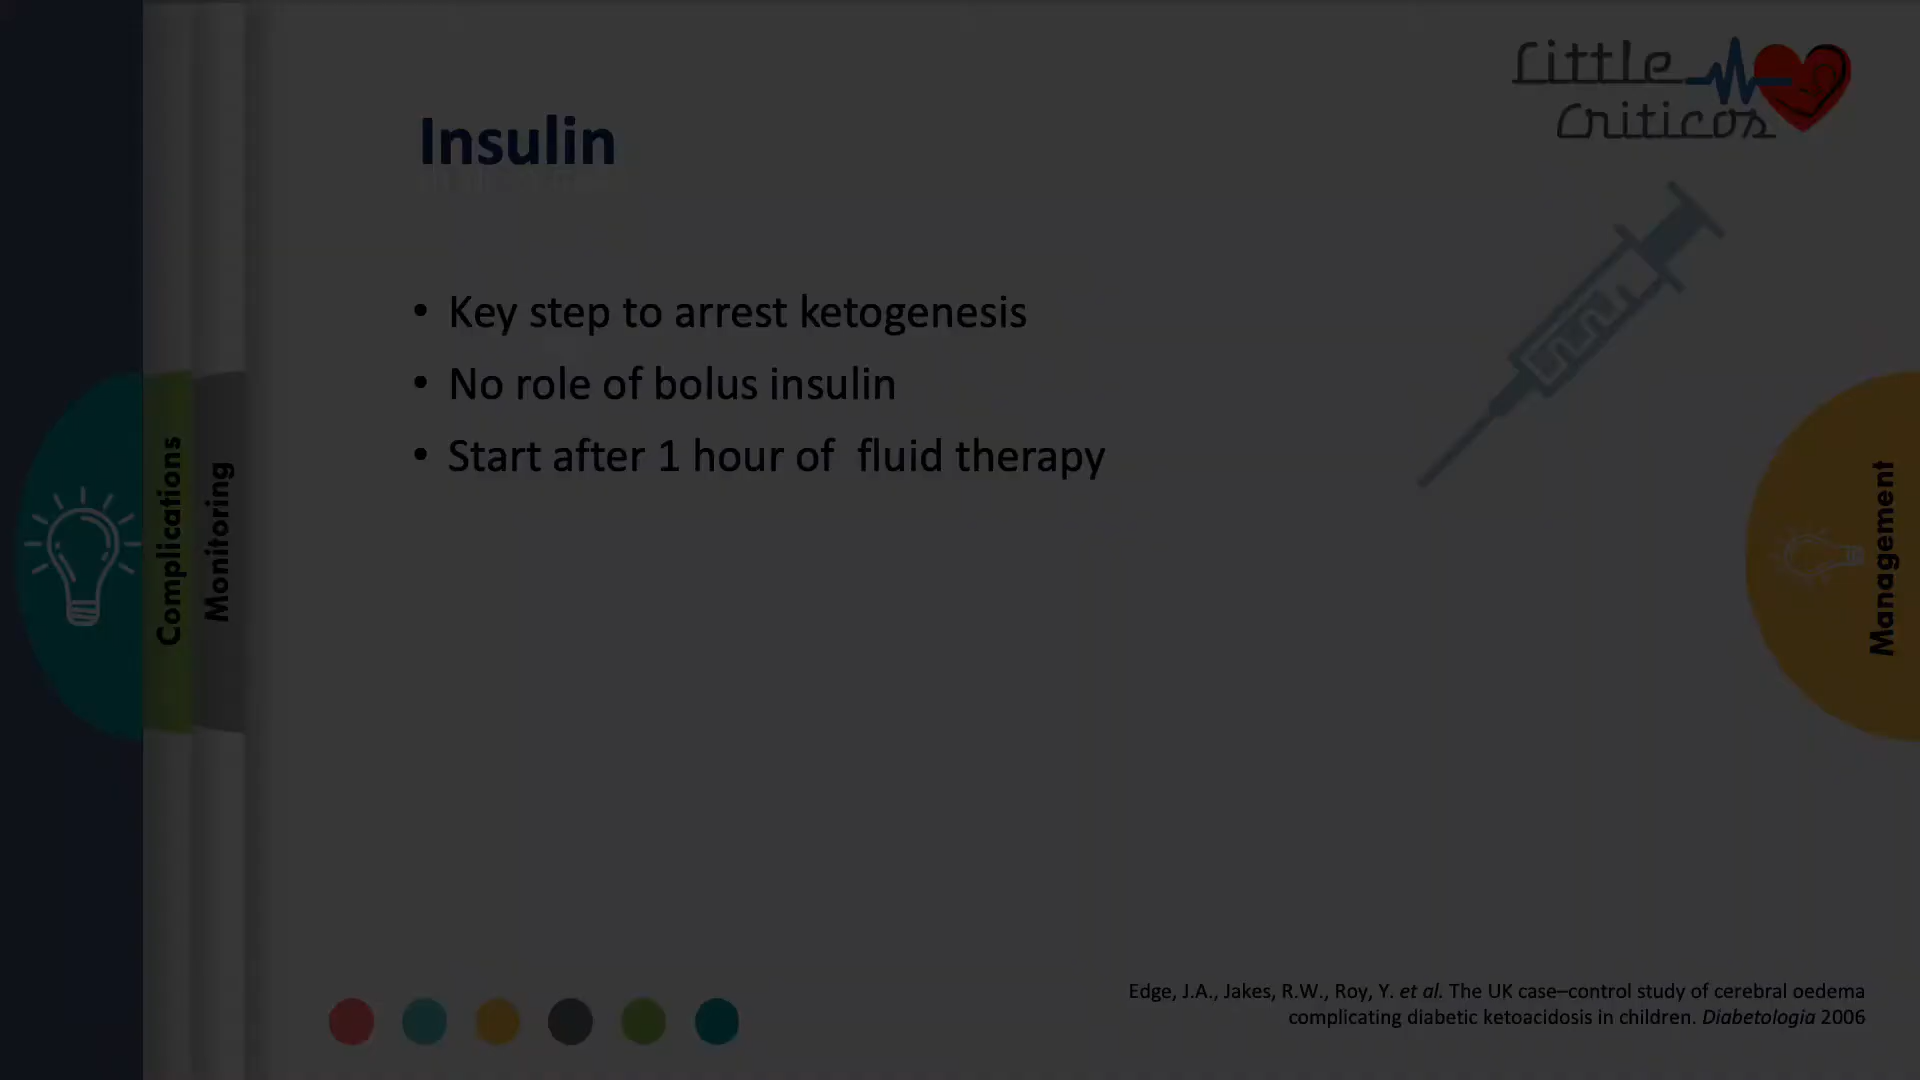 Little
Criticos
Insulin
• Key step to arrest ketogenesis
• No role of bolus insulin
• Start after 1 hour of  fluid therapy
Complications
Monitoring
Management
Edge, J.A., Jakes, R.W., Roy, Y. et al. The UK case–control study of cerebral oedema
complicating diabetic ketoacidosis in children. Diabetologia 2006